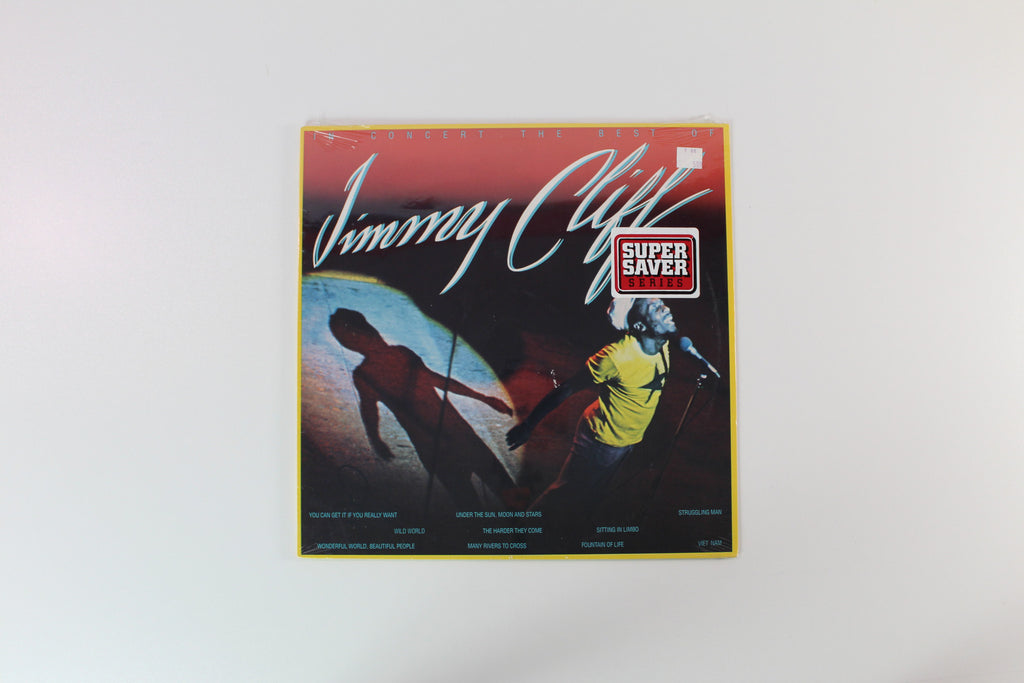 IN CONCERT THE BEST OF
Jimmy Cliff
SUPER
SAVER
SERIES
YOU CAN GET IT IF YOU REALLY WANT UNDER THE SUN, MOON AND STARS STRUGGLING MAN
WILD WORLD THE HARDER THEY COME SITTING IN LIMBO
WONDERFUL WORLD, BEAUTIFUL PEOPLE MANY RIVERS TO CROSS FOUNTAIN OF LIFE VIET NAM